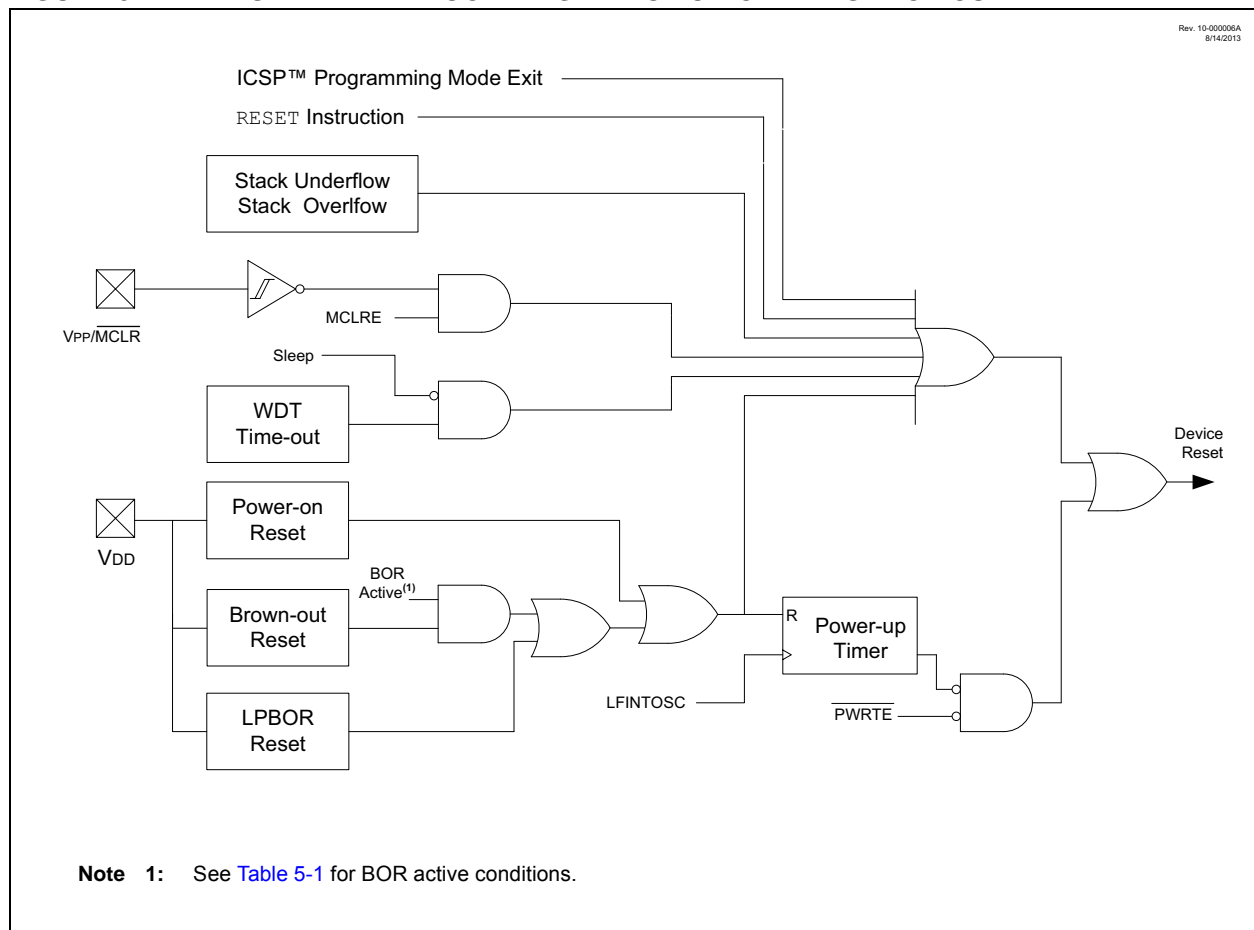 Rev. 10-000006A
8/14/2013
ICSP™ Programming Mode Exit
RESET Instruction
Stack Underflow
Stack Overlfow
VPP/MCLR
MCLRE
Sleep
WDT
Time-out
Device
Reset
VDD
Power-on
Reset
BOR
Active(1)
Brown-out
Reset
R
Power-up
Timer
LFINTOSC
PWRTE
LPBOR
Reset
Note 1: See Table 5-1 for BOR active conditions.